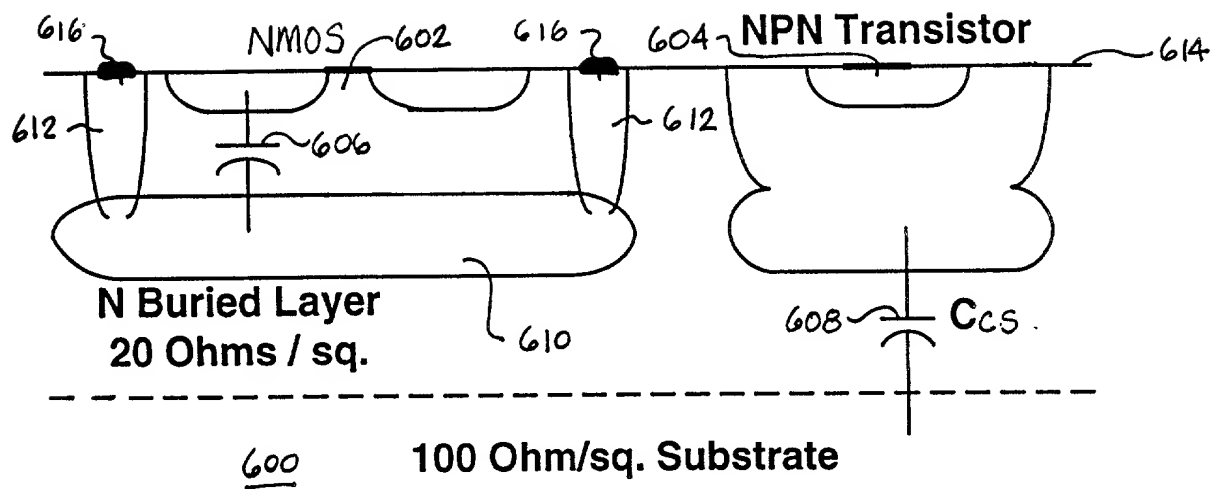 616 NMOS 602 616 604 NPN Transistor 614
612 606 612
N Buried Layer
20 Ohms / sq.
610
608 CCS.
100 Ohm/sq. Substrate
600